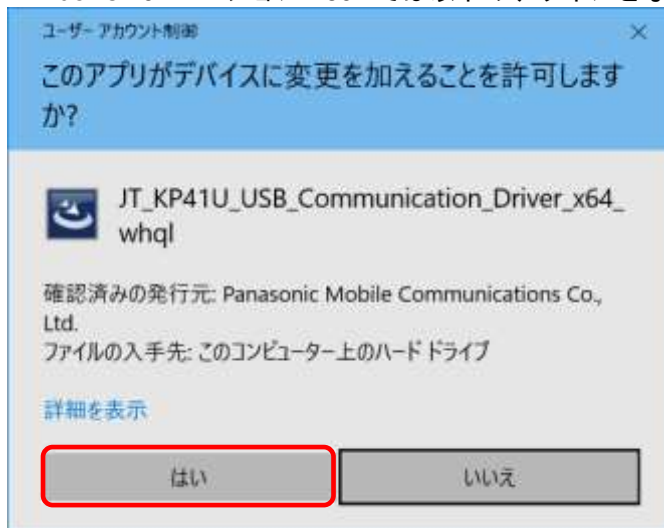 ユーザー アカウント制御
このアプリがデバイスに変更を加えることを許可します
か?
JT_KP41U_USB_Communication_Driver_x64_
whql
確認済みの発行元: Panasonic Mobile Communications Co.,
Ltd.
ファイルの入手先: このコンピューター上のハード ドライブ
詳細を表示
はい
いいえ